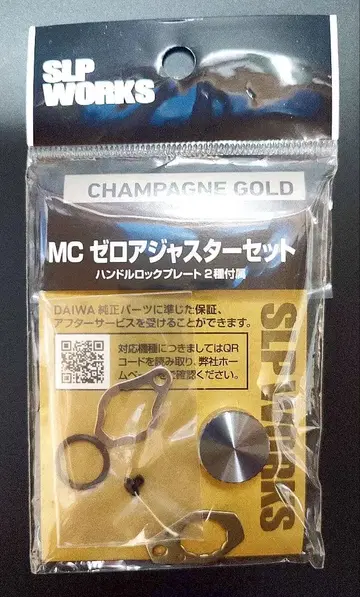 SLP
WORKS
CHAMPAGNE GOLD
MC ゼロアジャスターセット
ハンドルロックプレート2種付属
DAIWA 純正パーツに準じた保証、
アフターサービスを受けることができます。
対応機種につきましてはQR
コードを読み取り、弊社ホー
ムページをご確認ください。
SLP WORKS